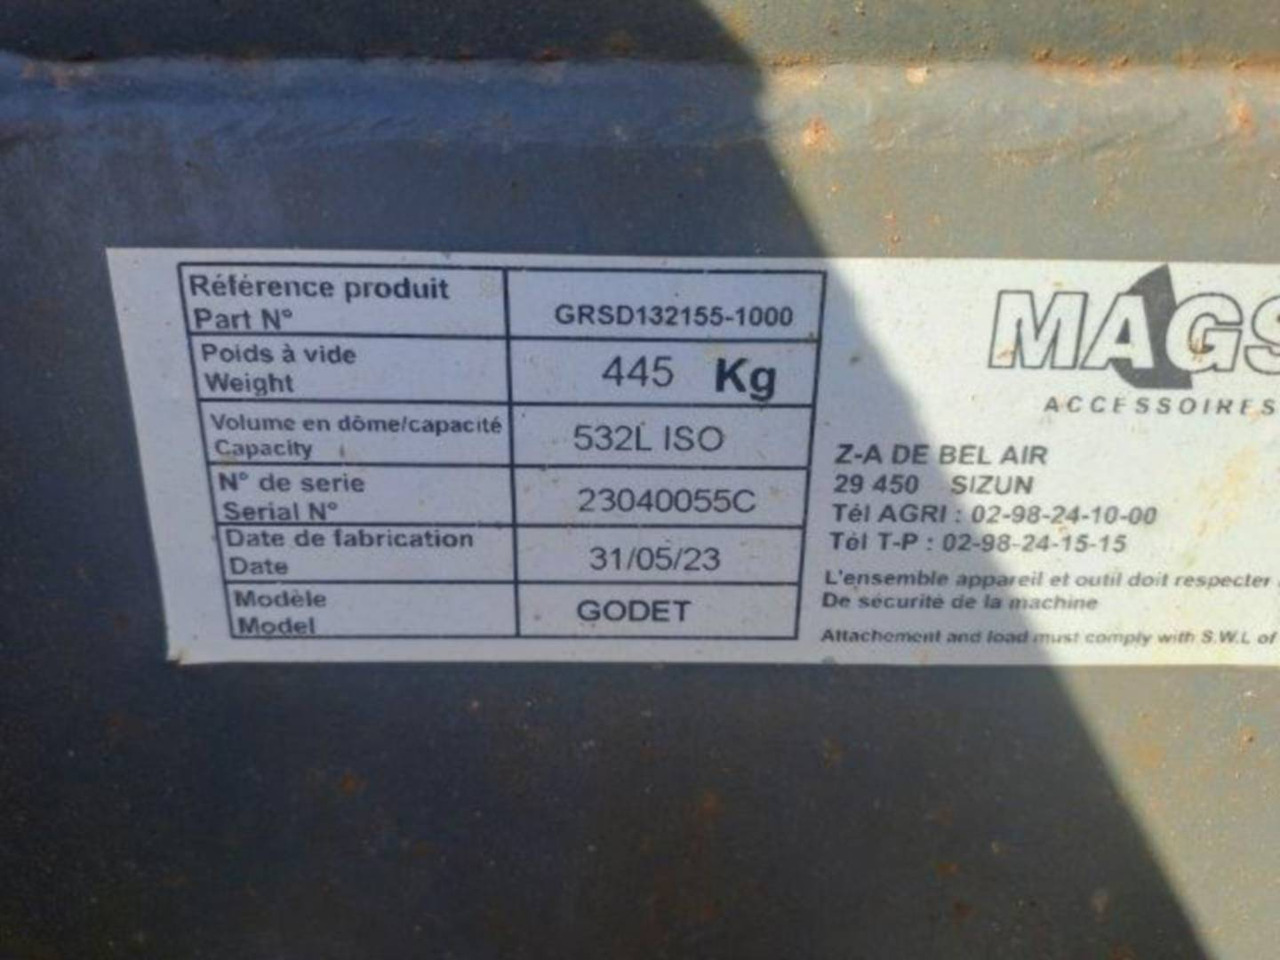 Référence produit
Part N°
GRSD132155-1000
Poids à vide
Weight
445 Kg
Volume en dôme/capacité
Capacity
532L ISO
N° de serie
Serial N°
23040055C
Date de fabrication
Date
31/05/23
Modèle
Model
GODET
MAGS
ACCESSOIRES
Z-A DE BEL AIR
29 450 SIZUN
Tél AGRI : 02-98-24-10-00
Tél T-P : 02-98-24-15-15
L'ensemble appareil et outil doit respecter
De sécurité de la machine
Attachement and load must comply with S.W.L of